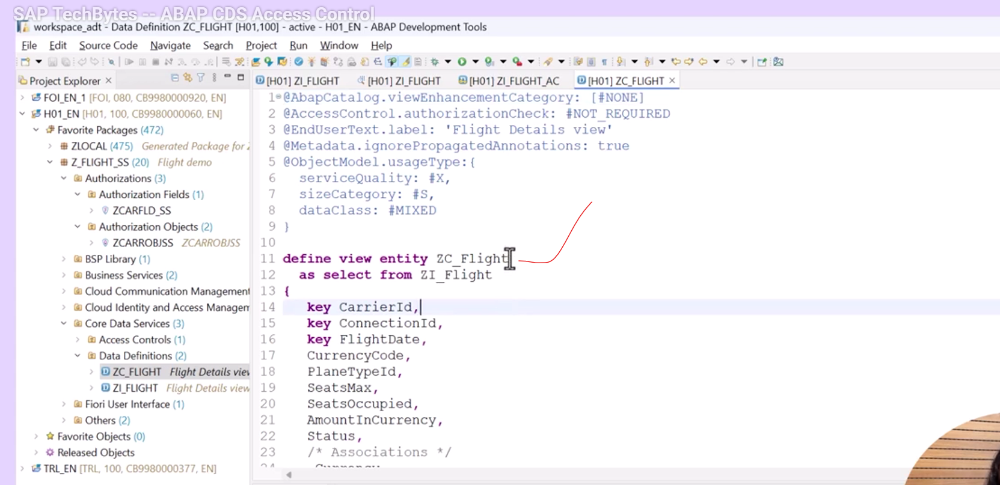 SAP TechBytes -- ABAP CDS Access Control
workspace_adt - Data Definition ZC_FLIGHT [H01,100] - active - H01_EN - ABAP Development Tools
File Edit Source Code Navigate Search Project Run Window Help
Project Explorer
[H01] ZI_FLIGHT [H01] ZI_FLIGHT [H01] ZI_FLIGHT_AC [H01] ZC_FLIGHT
FOI_EN_1 [FOI, 080, CB9980000920, EN]
H01_EN [H01, 100, CB9980000060, EN]
Favorite Packages (472)
ZLOCAL (475) Generated Package for
Z_FLIGHT_SS (20) Flight demo
Authorizations (3)
Authorization Fields (1)
ZCARFLD_SS
Authorization Objects (2)
ZCARROBJSS ZCARROBJSS
BSP Library (1)
Business Services (2)
Cloud Communication Management
Cloud Identity and Access Managem
Core Data Services (3)
Access Controls (1)
Data Definitions (2)
ZC_FLIGHT Flight Details view
ZI_FLIGHT Flight Details view
Fiori User Interface (1)
Others (2)
Favorite Objects (0)
Released Objects
TRL_EN [TRL, 100, CB9980000377, EN]
1 @AbapCatalog.viewEnhancementCategory: [#NONE]
2 @AccessControl.authorizationCheck: #NOT_REQUIRED
3 @EndUserText.label: 'Flight Details view'
4 @Metadata.ignorePropagatedAnnotations: true
5 @ObjectModel.usageType:{
6 serviceQuality: #X,
7 sizeCategory: #S,
8 dataClass: #MIXED
9 }
10
11 define view entity ZC_Flight
12 as select from ZI_Flight
13 {
14 key CarrierId,
15 key ConnectionId,
16 key FlightDate,
17 CurrencyCode,
18 PlaneTypeId,
19 SeatsMax,
20 SeatsOccupied,
21 AmountInCurrency,
22 Status,
23 /* Associations */